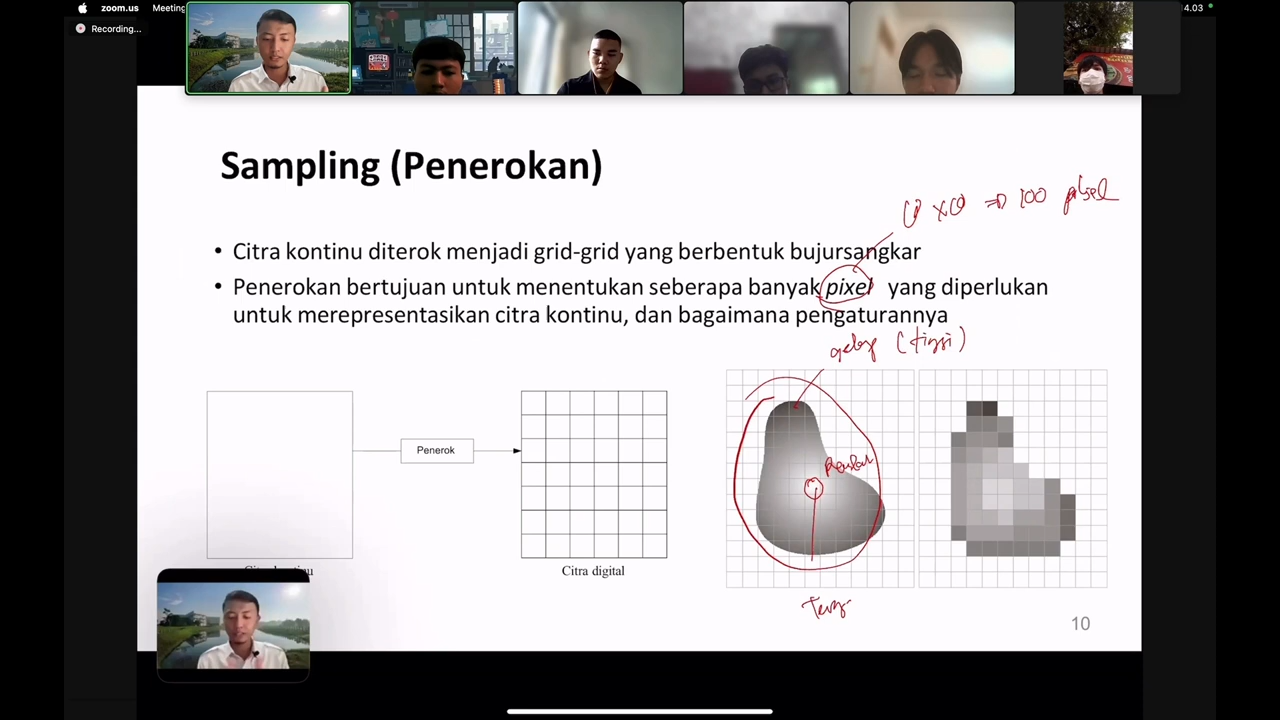 zoom.us Meeting
14.03
Recording...
Sampling (Penerokan)
10 x 10 ⇒ 100 piksel
• Citra kontinu diterok menjadi grid-grid yang berbentuk bujursangkar
• Penerokan bertujuan untuk menentukan seberapa banyak pixel yang diperlukan
untuk merepresentasikan citra kontinu, dan bagaimana pengaturannya
gelap (tinggi)
Penerok
Citra digital
10